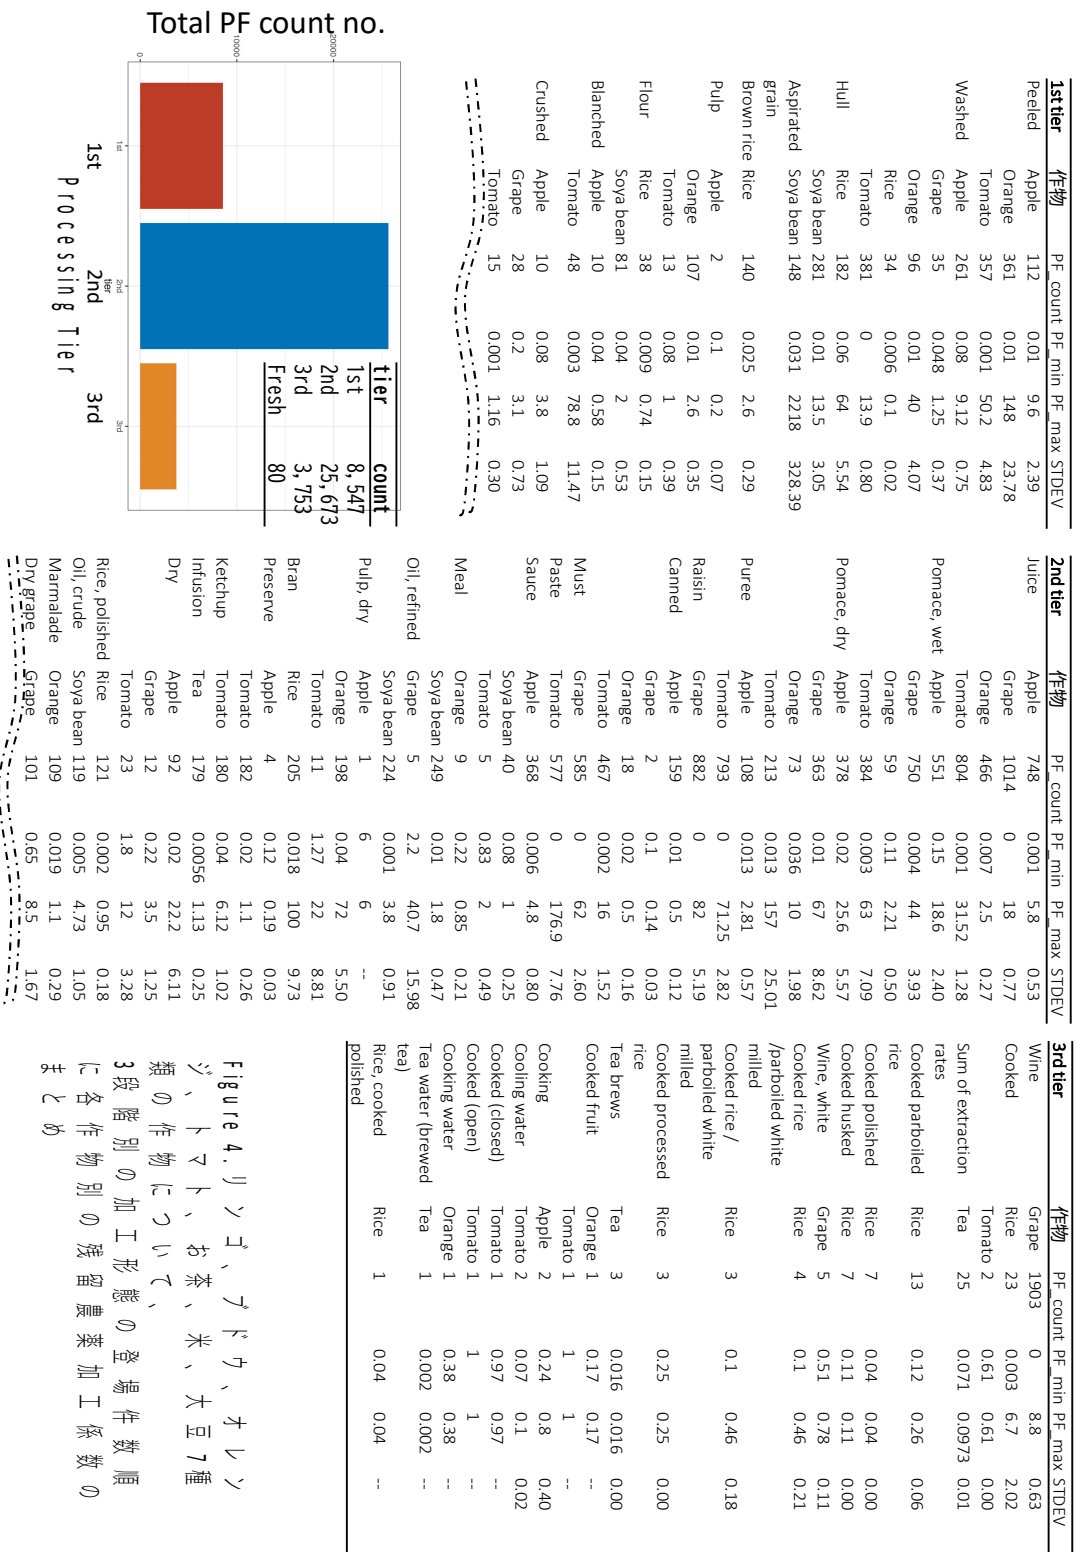 1st tier 作物 PF_count PF_min PF_max STDEV
Peeled Apple 112 0.01 9.6 2.39
Orange 361 0.01 148 23.78
Tomato 357 0.001 50.2 4.83
Washed Apple 261 0.08 9.12 0.75
Grape 35 0.048 1.25 0.37
Orange 96 0.01 40 4.07
Rice 34 0.006 0.1 0.02
Tomato 381 0 13.9 0.80
Hull Rice 182 0.06 64 5.54
Soya bean 281 0.01 13.5 3.05
Aspirated Soya bean 148 0.031 2218 328.39
grain
Brown rice Rice 140 0.025 2.6 0.29
Pulp Apple 2 0.1 0.2 0.07
Orange 107 0.01 2.6 0.35
Tomato 13 0.08 1 0.39
Flour Rice 38 0.009 0.74 0.15
Soya bean 81 0.04 2 0.53
Blanched Apple 10 0.04 0.58 0.15
Tomato 48 0.003 78.8 11.47
Crushed Apple 10 0.08 3.8 1.09
Grape 28 0.2 3.1 0.73
Tomato 15 0.001 1.16 0.30
Total PF count no.
0
10000
20000
1st
2nd
3rd
tier
1st 2nd 3rd
Processing Tier
tier count
1st 8,547
2nd 25,673
3rd 3,753
Fresh 80
2nd tier 作物 PF_count PF_min PF_max STDEV
Juice Apple 748 0.001 5.8 0.53
Grape 1014 0 18 0.77
Orange 466 0.007 2.5 0.27
Tomato 804 0.001 31.52 1.28
Pomace, wet Apple 551 0.15 18.6 2.40
Grape 750 0.004 44 3.93
Orange 59 0.11 2.21 0.50
Tomato 384 0.003 63 7.09
Pomace, dry Apple 378 0.02 25.6 5.57
Grape 363 0.01 67 8.62
Orange 73 0.036 10 1.98
Tomato 213 0.013 157 25.01
Puree Apple 108 0.013 2.81 0.57
Tomato 793 0 71.25 2.82
Raisin Grape 882 0 82 5.19
Canned Apple 159 0.01 0.5 0.12
Grape 2 0.1 0.14 0.03
Orange 18 0.02 0.5 0.16
Tomato 467 0.002 16 1.52
Must Grape 585 0 62 2.60
Paste Tomato 577 0 176.9 7.76
Sauce Apple 368 0.006 4.8 0.80
Soya bean 40 0.08 1 0.25
Tomato 5 0.83 2 0.49
Meal Orange 9 0.22 0.85 0.21
Soya bean 249 0.01 1.8 0.47
Oil, refined Grape 5 2.2 40.7 15.98
Soya bean 224 0.001 3.8 0.91
Pulp, dry Apple 1 6 6 --
Orange 198 0.04 72 5.50
Tomato 11 1.27 22 8.81
Bran Rice 205 0.018 100 9.73
Preserve Apple 4 0.12 0.19 0.03
Tomato 182 0.02 1.1 0.26
Ketchup Tomato 180 0.04 6.12 1.02
Infusion Tea 179 0.0056 1.13 0.25
Dry Apple 92 0.02 22.2 6.11
Grape 12 0.22 3.5 1.25
Tomato 23 1.8 12 3.28
Rice, polished Rice 121 0.002 0.95 0.18
Oil, crude Soya bean 119 0.005 4.73 1.05
Marmalade Orange 109 0.019 1.1 0.29
Dry grape Grape 101 0.65 8.5 1.67
3rd tier 作物 PF_count PF_min PF_max STDEV
Wine Grape 1903 0 8.8 0.63
Cooked Rice 23 0.003 6.7 2.02
Tomato 2 0.61 0.61 0.00
Sum of extraction Tea 25 0.071 0.0973 0.01
rates
Cooked parboiled Rice 13 0.12 0.26 0.06
rice
Cooked polished Rice 7 0.04 0.04 0.00
Cooked husked Rice 7 0.11 0.11 0.00
Wine, white Grape 5 0.51 0.78 0.11
Cooked rice Rice 4 0.1 0.46 0.21
/parboiled white
milled
Cooked rice / Rice 3 0.1 0.46 0.18
parboiled white
milled
Cooked processed Rice 3 0.25 0.25 0.00
rice
Tea brews Tea 3 0.016 0.016 0.00
Cooked fruit Orange 1 0.17 0.17 --
Tomato 1 1 1 --
Cooking Apple 2 0.24 0.8 0.40
Cooling water Tomato 2 0.07 0.1 0.02
Cooked (closed) Tomato 1 0.97 0.97 --
Cooked (open) Tomato 1 1 1 --
Cooking water Orange 1 0.38 0.38 --
Tea water (brewed Tea 1 0.002 0.002 --
tea)
Rice, cooked Rice 1 0.04 0.04 --
polished
Figure 4. リンゴ、ブドウ、オレン
ジ、トマト、お茶、米、大豆7種
類の作物について、
3段階別の加工形態の登場件数順
に各作物別の残留農薬加工係数の
まとめ